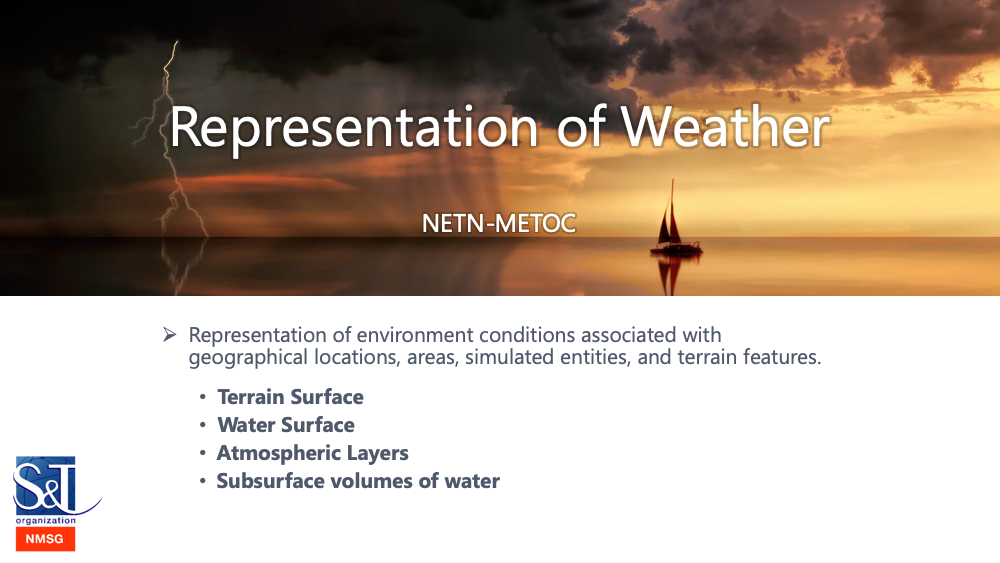 Representation of Weather
NETN-METOC
➢ Representation of environment conditions associated with
geographical locations, areas, simulated entities, and terrain features.
• Terrain Surface
• Water Surface
• Atmospheric Layers
• Subsurface volumes of water
S&T
organization
NMSG